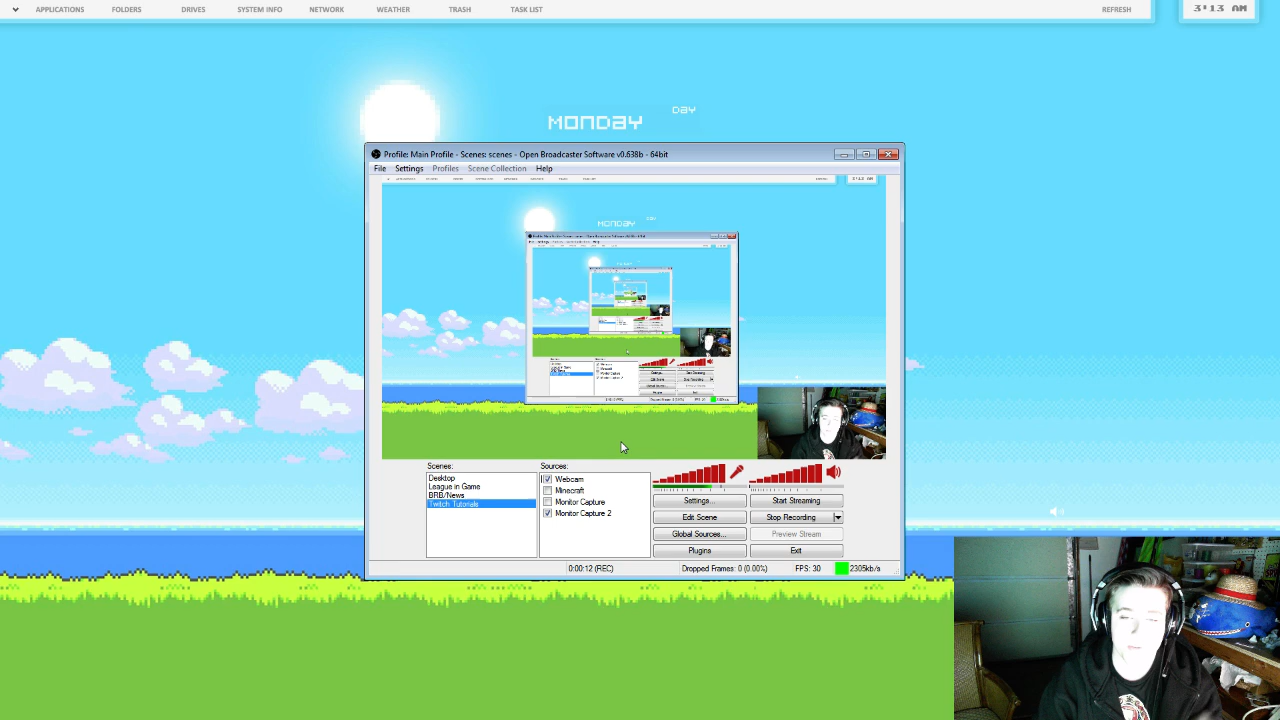 APPLICATIONS FOLDERS DRIVES SYSTEM INFO NETWORK WEATHER TRASH TASK LIST REFRESH 3:13 AM
DAY
MONDAY
Profile: Main Profile - Scenes: scenes - Open Broadcaster Software v0.638b - 64bit
File Settings Profiles Scene Collection Help
MONDAY
Scenes: Sources:
Desktop
League in Game
BRB/News
Twitch Tutorials
Webcam
Minecraft
Monitor Capture
Monitor Capture 2
Settings... Start Streaming
Edit Scene Stop Recording
Global Sources... Preview Stream
Plugins Exit
0:00:12 (REC) Dropped Frames: 0 (0.00%) FPS: 30 2305kb/s